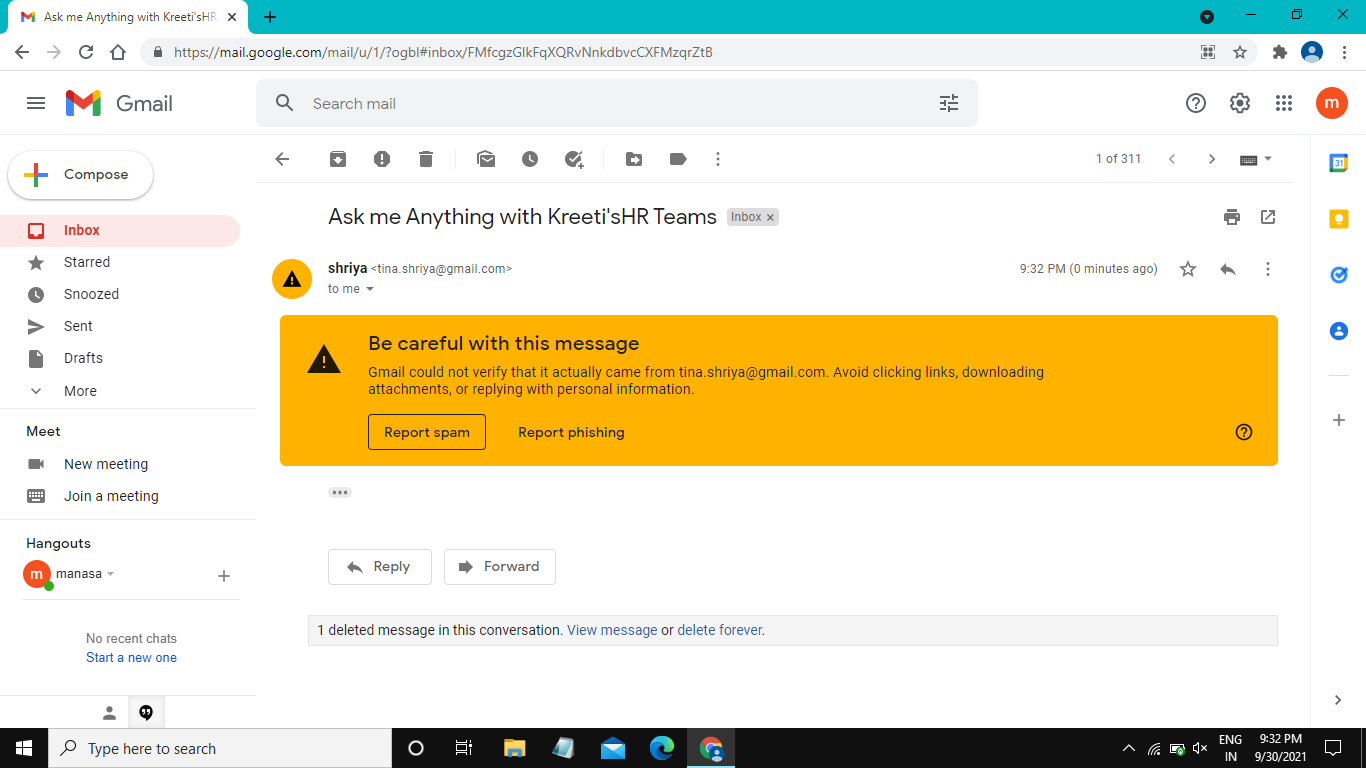 Ask me Anything with Kreeti'sHR
https://mail.google.com/mail/u/1/?ogbl#inbox/FMfcgzGlkFqXQRvNnkdbvcCXFMzqrZtB
Gmail
Search mail
m
Compose
1 of 311
31
Ask me Anything with Kreeti'sHR Teams
Inbox x
Inbox
Starred
Snoozed
Sent
Drafts
More
shriya <tina.shriya@gmail.com>
9:32 PM (0 minutes ago)
to me
Be careful with this message
Gmail could not verify that it actually came from tina.shriya@gmail.com. Avoid clicking links, downloading
attachments, or replying with personal information.
Report spam
Report phishing
Meet
New meeting
Join a meeting
Hangouts
m
manasa
No recent chats
Start a new one
Reply
Forward
1 deleted message in this conversation. View message or delete forever.
Type here to search
ENG
IN
9:32 PM
9/30/2021